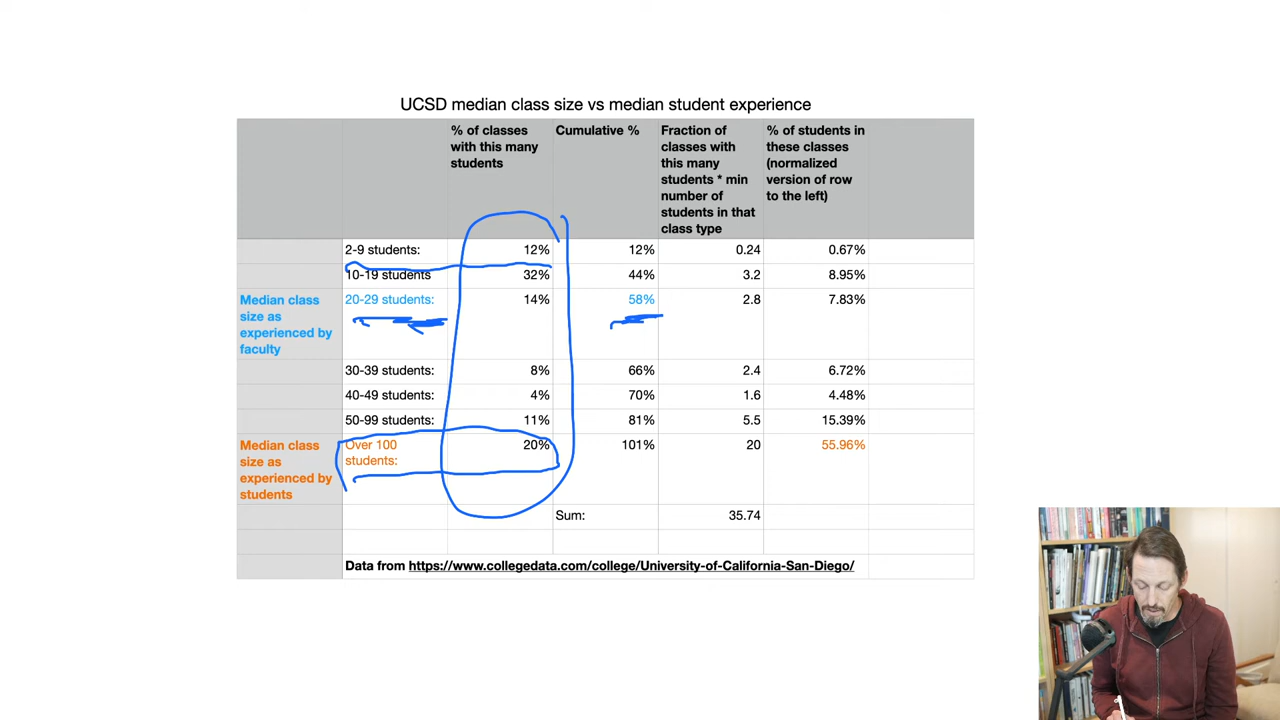 UCSD median class size vs median student experience
% of classes with this many students Cumulative % Fraction of classes with this many students * min number of students in that class type % of students in these classes (normalized version of row to the left)
2-9 students: 12% 12% 0.24 0.67%
10-19 students 32% 44% 3.2 8.95%
Median class size as experienced by faculty 20-29 students: 14% 58% 2.8 7.83%
30-39 students: 8% 66% 2.4 6.72%
40-49 students: 4% 70% 1.6 4.48%
50-99 students: 11% 81% 5.5 15.39%
Median class size as experienced by students Over 100 students: 20% 101% 20 55.96%
Sum: 35.74
Data from https://www.collegedata.com/college/University-of-California-San-Diego/